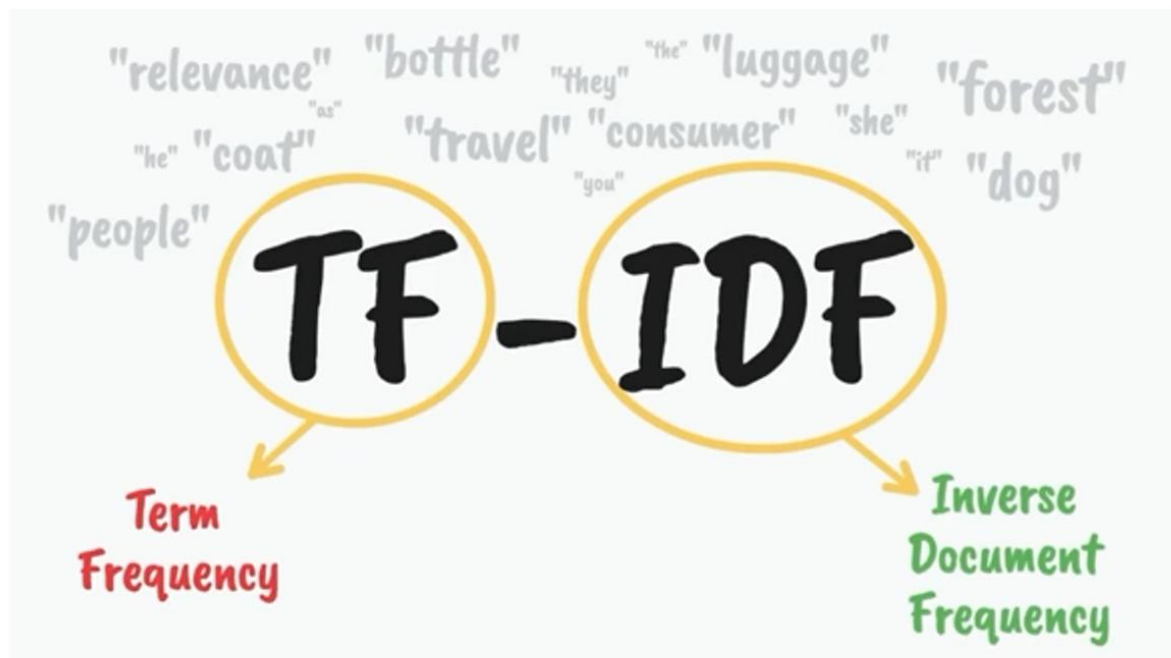 "relevance" "bottle" "they" "the" "luggage" "forest"
"as"
"he" "coat" "travel" "consumer" "she" "it" "dog"
"you"
"people"
TF-IDF
Term
Frequency
Inverse
Document
Frequency